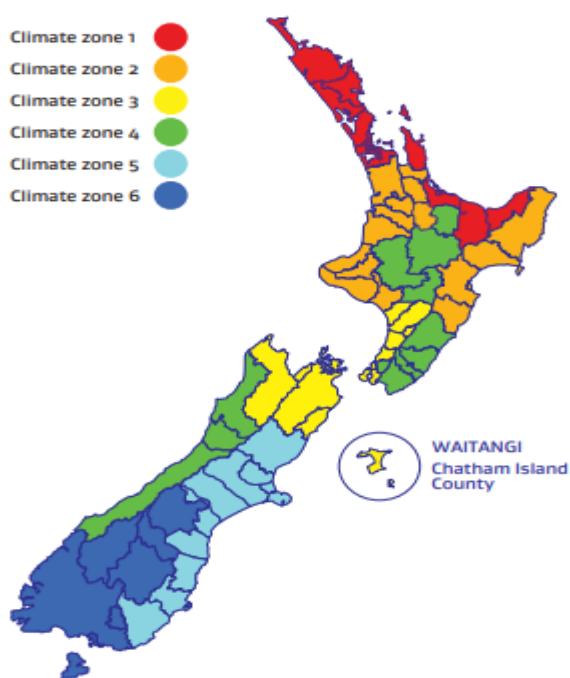 Climate zone 1
Climate zone 2
Climate zone 3
Climate zone 4
Climate zone 5
Climate zone 6
WAITANGI
Chatham Island
County